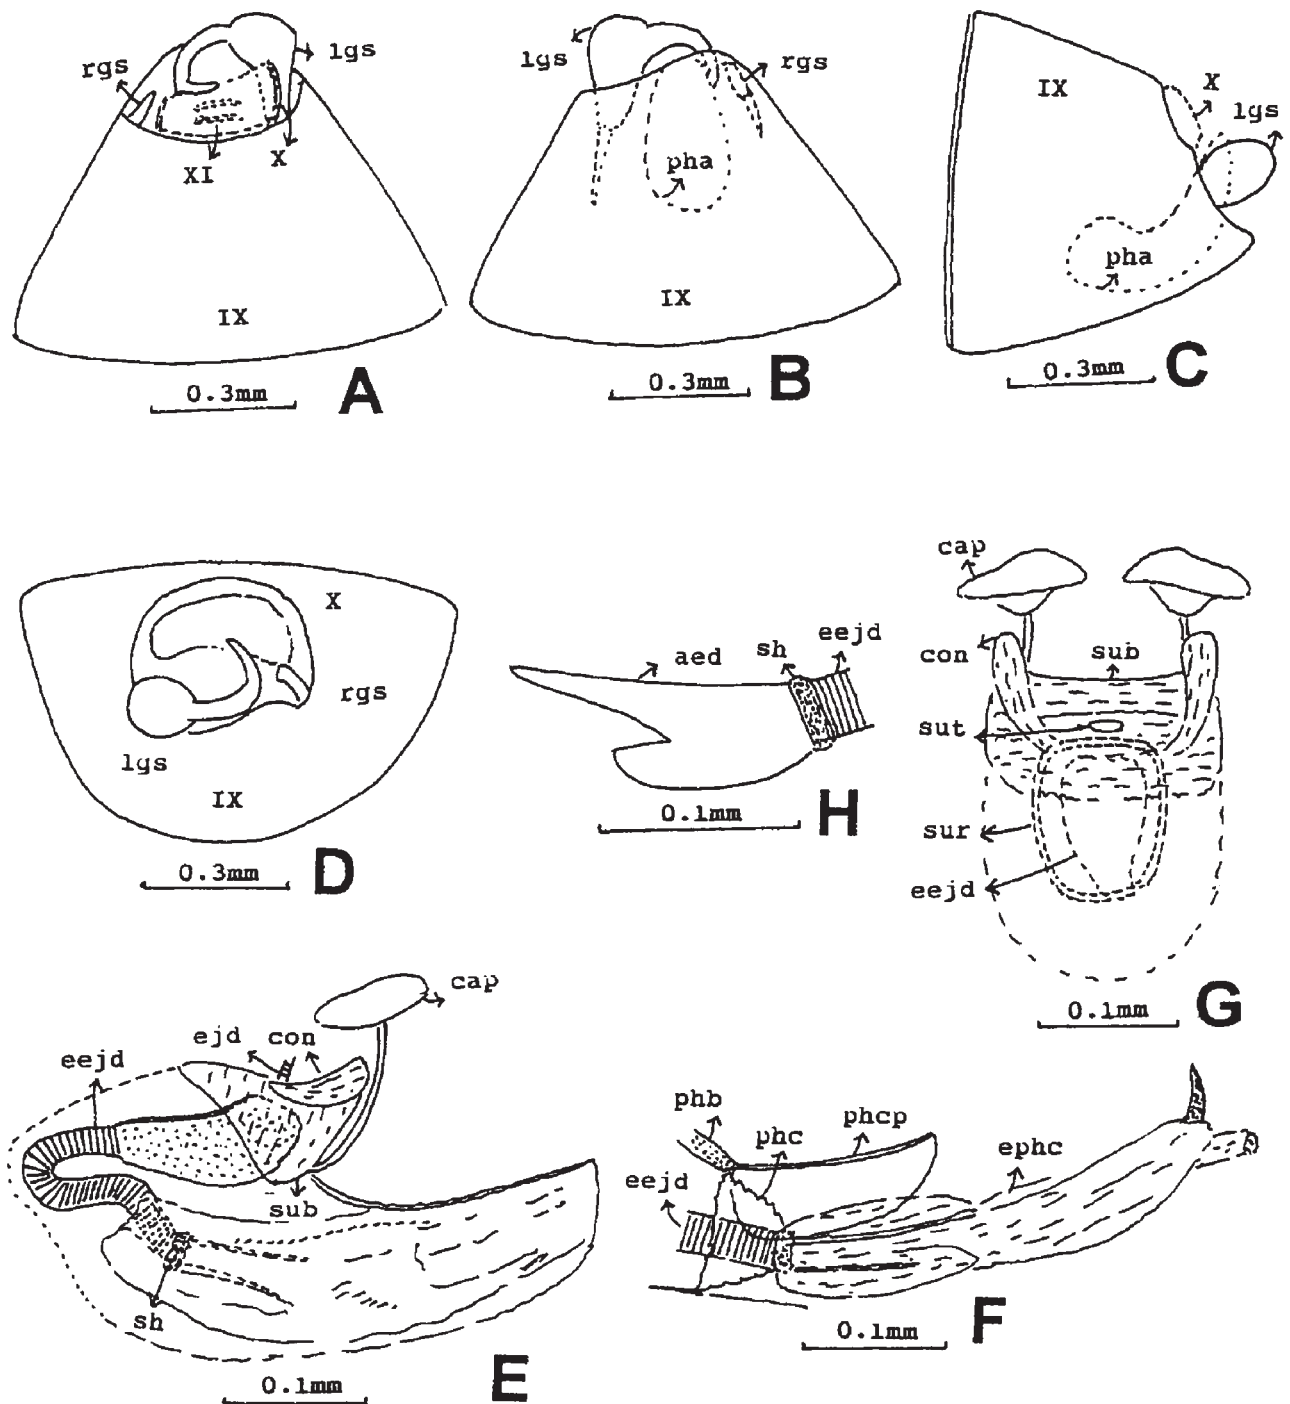 rgs
lgs
XI
X
IX
0.3mm
A
lgs
rgs
pha
IX
0.3mm
B
IX
X
lgs
pha
0.3mm
C
X
rgs
lgs
IX
0.3mm
D
aed
sh
eejd
0.1mm
H
cap
con
sub
sut
sur
eejd
0.1mm
G
cap
ejd
con
eejd
sub
sh
0.1mm
E
phb
phc
phcp
ephc
eejd
0.1mm
F